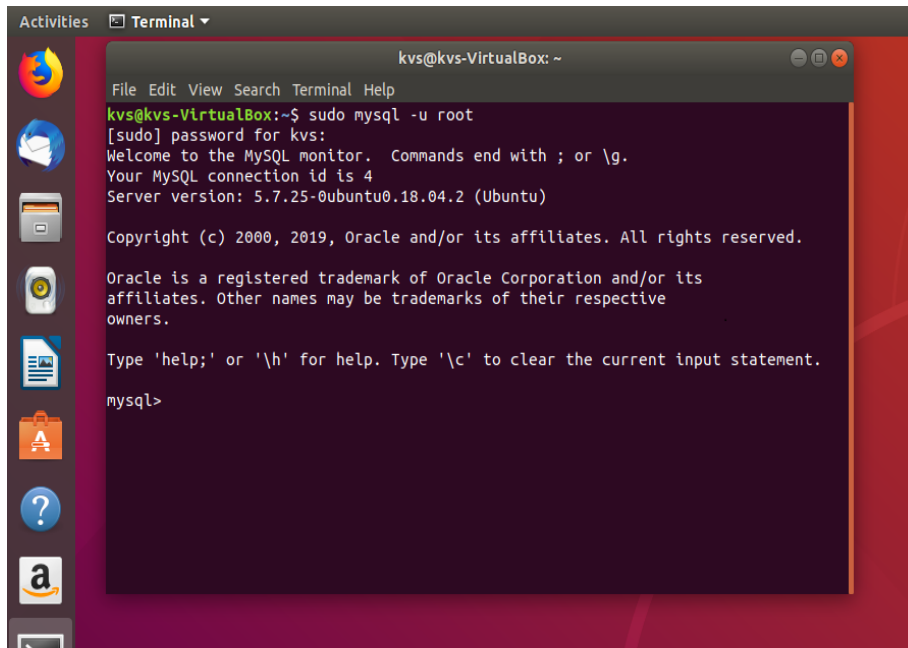 Activities Terminal
kvs@kvs-VirtualBox: ~
File Edit View Search Terminal Help
kvs@kvs-VirtualBox:~$ sudo mysql -u root
[sudo] password for kvs:
Welcome to the MySQL monitor.  Commands end with ; or \g.
Your MySQL connection id is 4
Server version: 5.7.25-0ubuntu0.18.04.2 (Ubuntu)
Copyright (c) 2000, 2019, Oracle and/or its affiliates. All rights reserved.
Oracle is a registered trademark of Oracle Corporation and/or its
affiliates. Other names may be trademarks of their respective
owners.
Type 'help;' or '\h' for help. Type '\c' to clear the current input statement.
mysql>